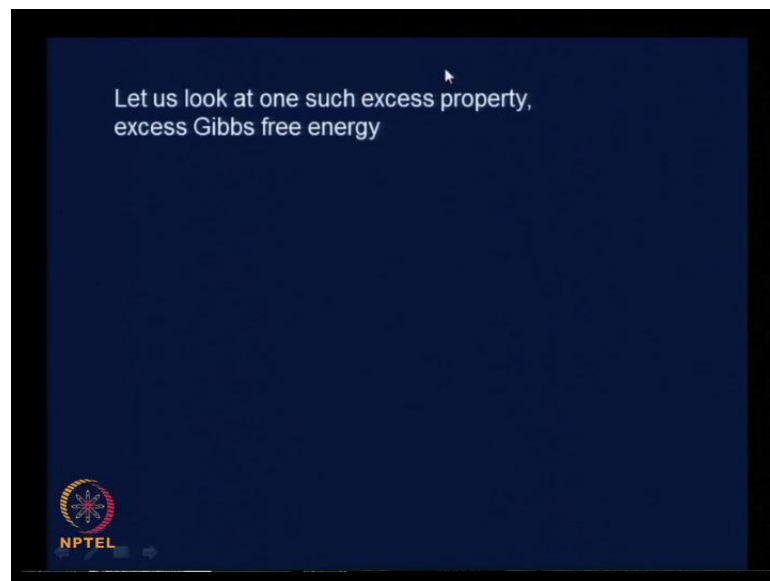 Let us look at one such excess property,
excess Gibbs free energy
NPTEL